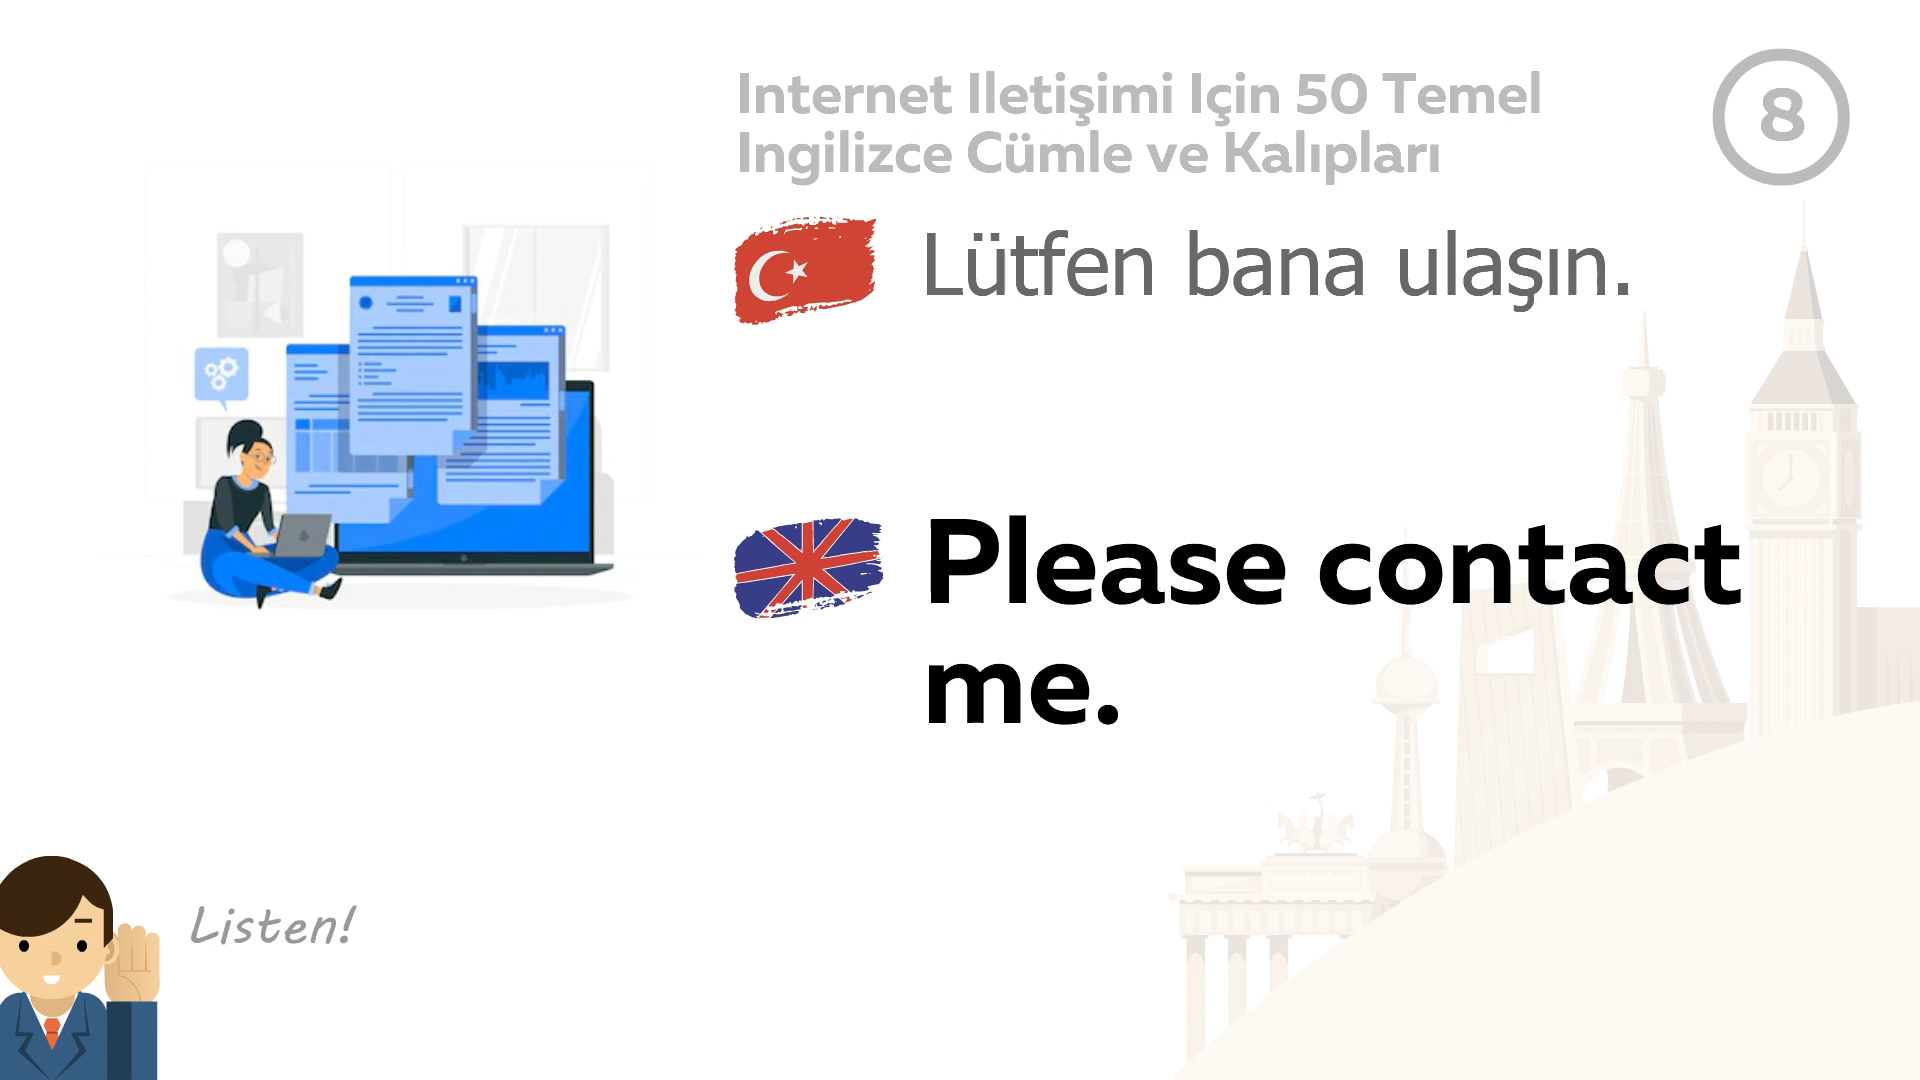 Internet Iletişimi Için 50 Temel
Ingilizce Cümle ve Kalıpları
8
Lütfen bana ulaşın.
Please contact
me.
Listen!